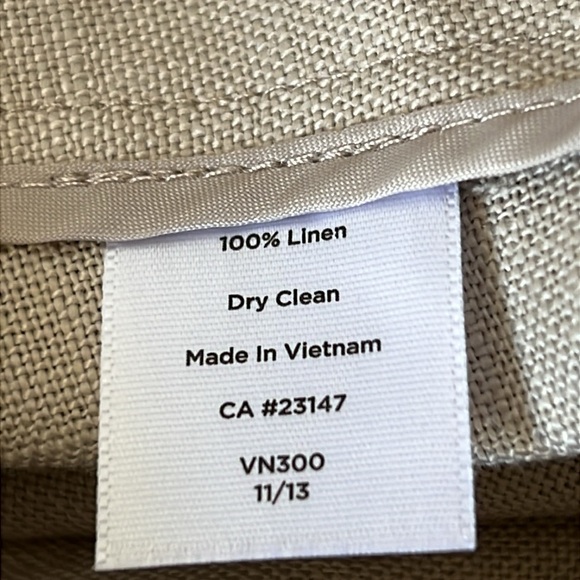 100% Linen
Dry Clean
Made In Vietnam
CA #23147
VN300
11/13